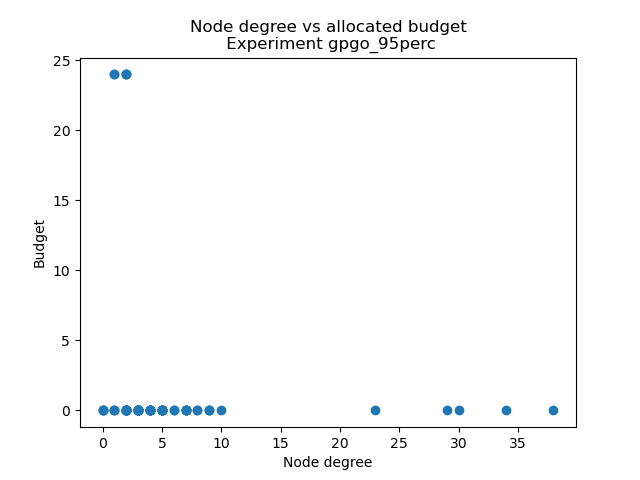 Node degree vs allocated budget
Experiment gpgo_95perc
25
20
15
10
5
0
Budget
0 5 10 15 20 25 30 35
Node degree